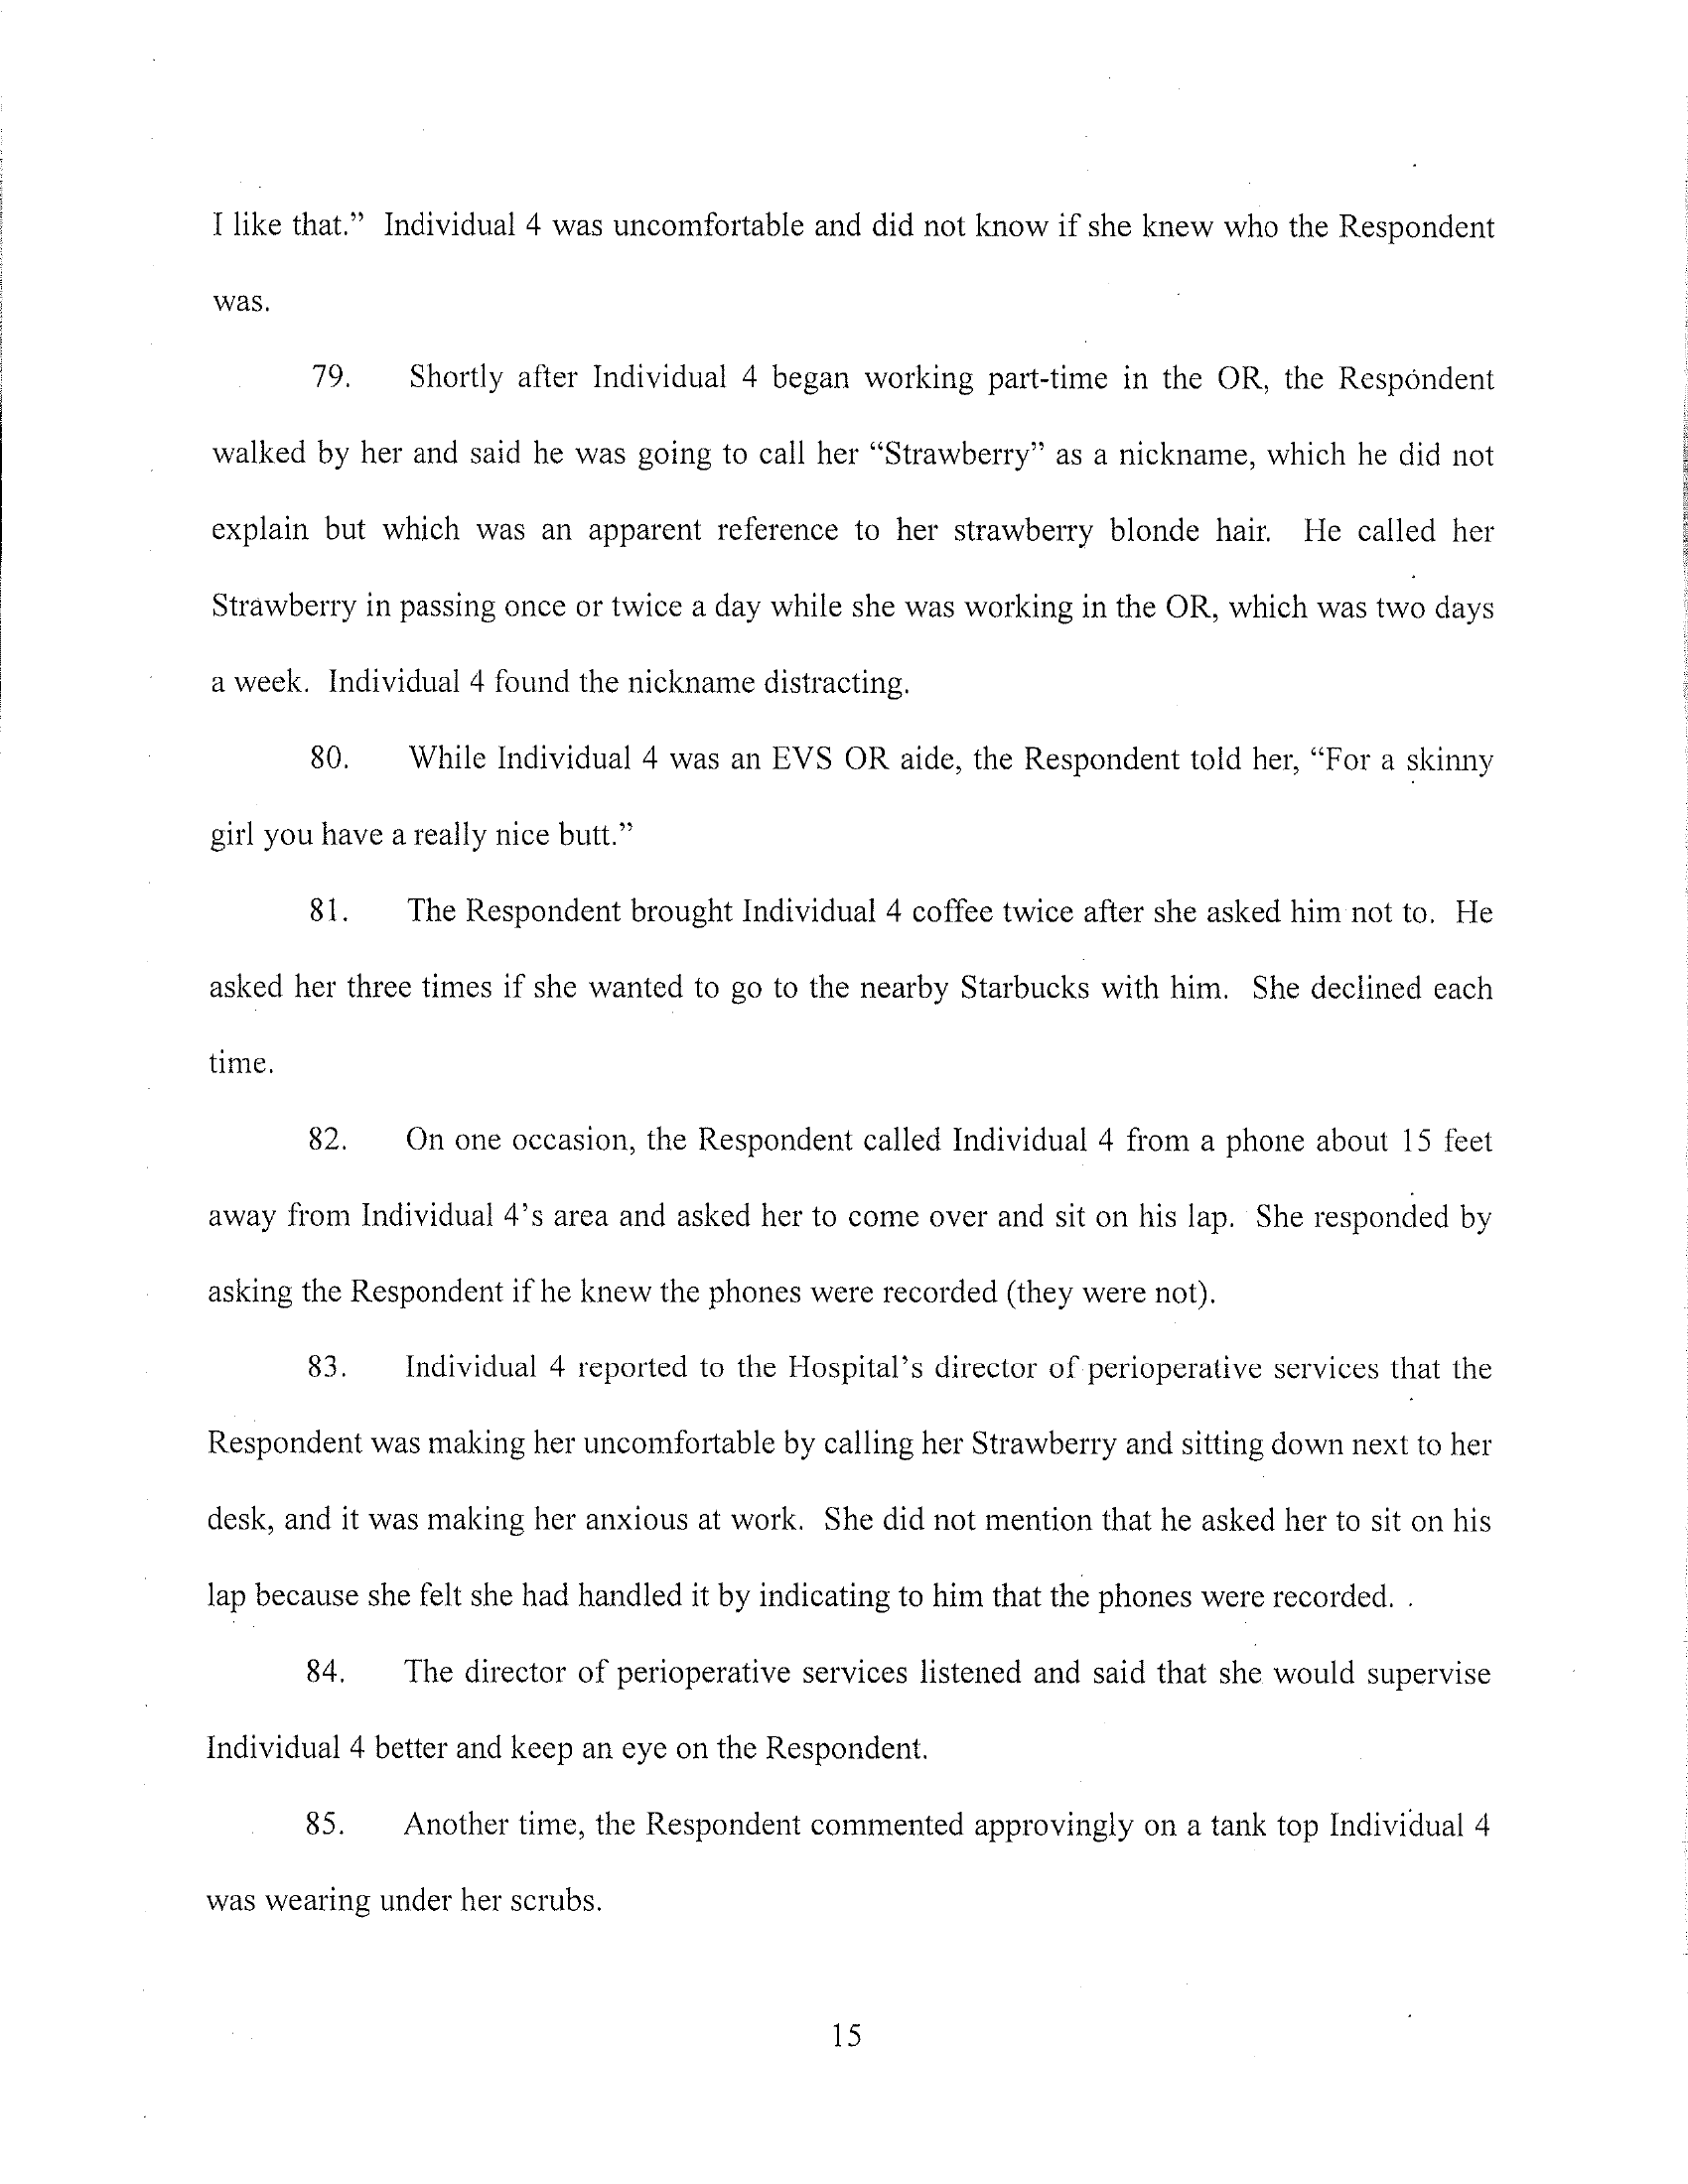 I like that.” Individual 4 was uncomfortable and did not know if she knew who the Respondent
was.
79. Shortly after Individual 4 began working part-time in the OR, the Respondent
walked by her and said he was going to call her “Strawberry” as a nickname, which he did not
explain but which was an apparent reference to her strawberry blonde hair. He called her
Strawberry in passing once or twice a day while she was working in the OR, which was two days
a week. Individual 4 found the nickname distracting.
80. While Individual 4 was an EVS OR aide, the Respondent told her, “For a skinny
girl you have a really nice butt.”
81. The Respondent brought Individual 4 coffee twice after she asked him not to. He
asked her three times if she wanted to go to the nearby Starbucks with him. She declined each
time.
82. On one occasion, the Respondent called Individual 4 from a phone about 15 feet
away from Individual 4’s area and asked her to come over and sit on his lap. She responded by
asking the Respondent if he knew the phones were recorded (they were not).
83. Individual 4 reported to the Hospital’s director of perioperative services that the
Respondent was making her uncomfortable by calling her Strawberry and sitting down next to her
desk, and it was making her anxious at work. She did not mention that he asked her to sit on his
lap because she felt she had handled it by indicating to him that the phones were recorded. .
84. The director of perioperative services listened and said that she would supervise
Individual 4 better and keep an eye on the Respondent.
85. Another time, the Respondent commented approvingly on a tank top Individual 4
was wearing under her scrubs.
15